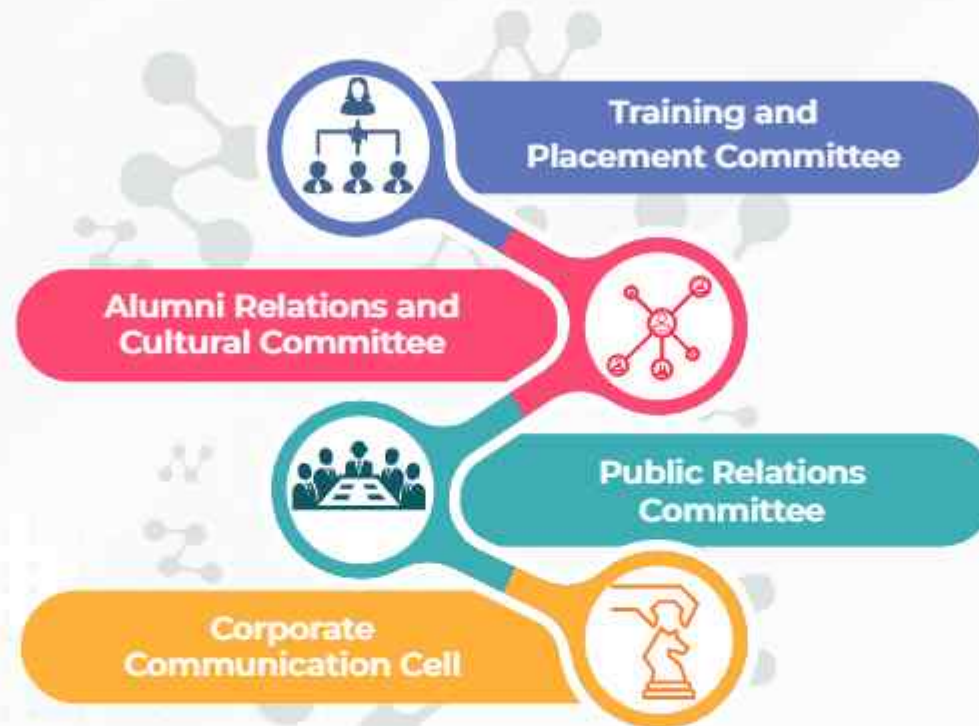 Training and
Placement Committee
Alumni Relations and
Cultural Committee
Public Relations
Committee
Corporate
Communication Cell